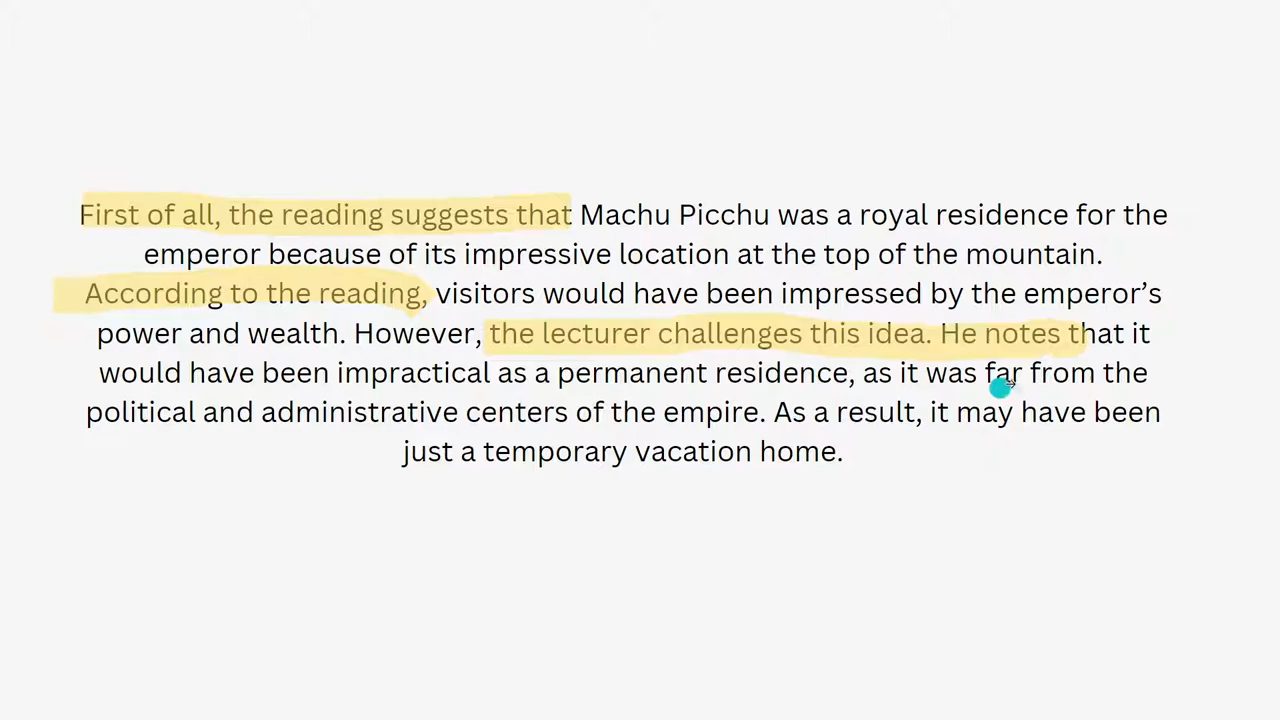 First of all, the reading suggests that Machu Picchu was a royal residence for the
emperor because of its impressive location at the top of the mountain.
According to the reading, visitors would have been impressed by the emperor’s
power and wealth. However, the lecturer challenges this idea. He notes that it
would have been impractical as a permanent residence, as it was far from the
political and administrative centers of the empire. As a result, it may have been
just a temporary vacation home.